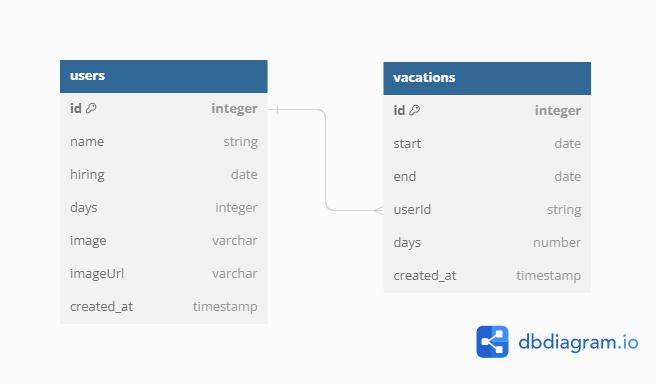 users
id integer
name string
hiring date
days integer
image varchar
imageUrl varchar
created_at timestamp
vacations
id integer
start date
end date
userId string
days number
created_at timestamp
dbdiagram.io